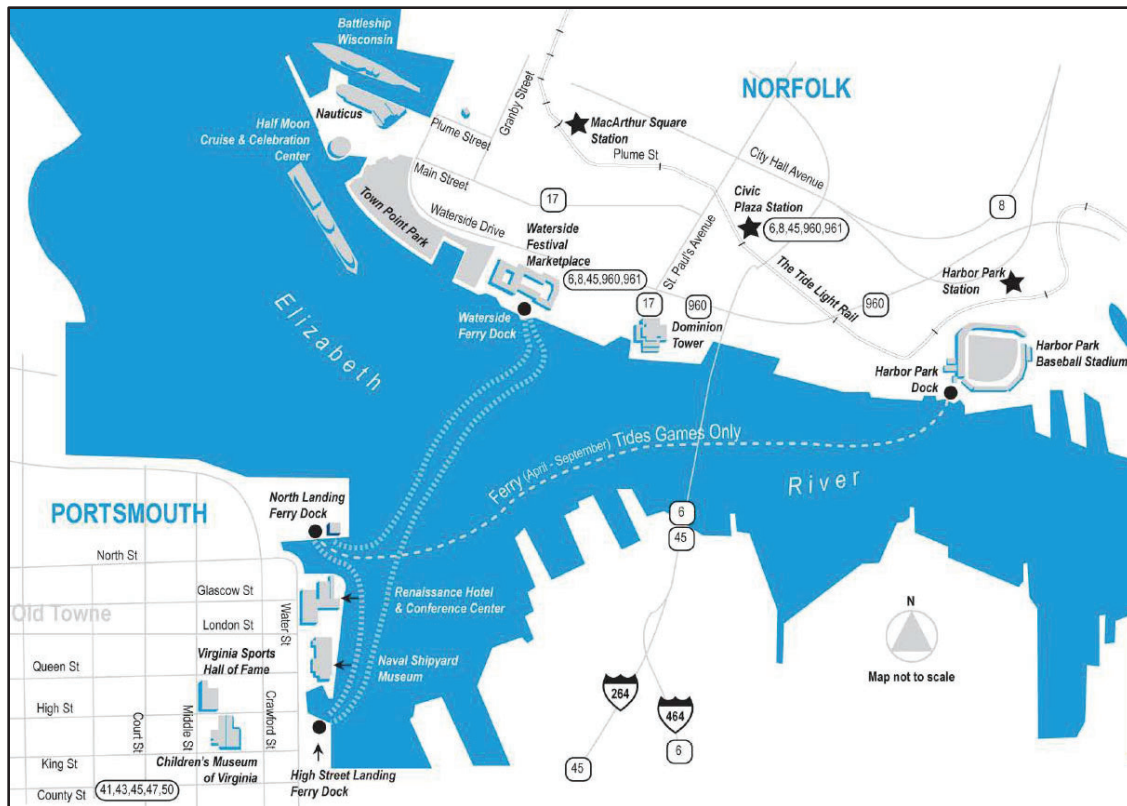 Battleship
Wisconsin
NORFOLK
Nauticus
Granby Street
MacArthur Square
Station
Half Moon
Cruise & Celebration
Center
Plume Street
Plume St
City Hall Avenue
Main Street
Town Point Park
17
Civic
Plaza Station
8
Waterside Drive
St. Paul's Avenue
6,8,45,960,961
Waterside
Festival
Marketplace
6,8,45,960,961
The Tide Light Rail
Harbor Park
Station
17
960
960
Elizabeth
Waterside
Ferry Dock
Dominion
Tower
Harbor Park
Baseball Stadium
Harbor Park
Dock
Ferry (April - September) Tides Games Only
River
PORTSMOUTH
North Landing
Ferry Dock
6
45
North St
Glascow St
Renaissance Hotel
& Conference Center
Old Towne
London St
Water St
N
Virginia Sports
Hall of Fame
Queen St
Naval Shipyard
Museum
Map not to scale
264
464
High St
Court St
Middle St
Crawford St
6
King St
Children's Museum
of Virginia
High Street Landing
Ferry Dock
45
County St
41,43,45,47,50